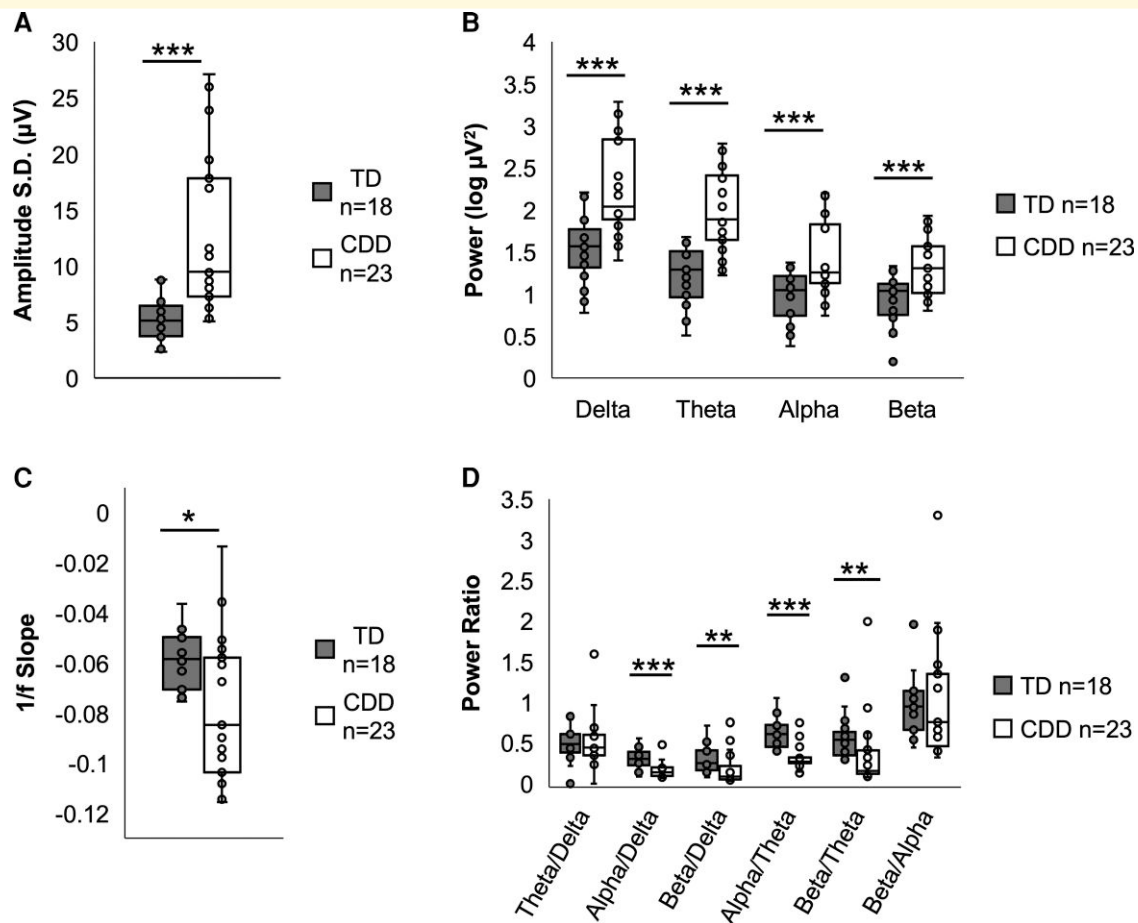 A
30
25
20
15
10
5
0
Amplitude S.D. (µV)
***
TD
n=18
CDD
n=23
B
4
3.5
3
2.5
2
1.5
1
0.5
0
Power (log µV²)
***
***
***
***
Delta Theta Alpha Beta
TD n=18
CDD n=23
C
0
-0.02
-0.04
-0.06
-0.08
-0.1
-0.12
1/f Slope
*
TD
n=18
CDD
n=23
D
3.5
3
2.5
2
1.5
1
0.5
0
Power Ratio
***
**
***
**
Theta/Delta
Alpha/Delta
Beta/Delta
Alpha/Theta
Beta/Theta
Beta/Alpha
TD n=18
CDD n=23